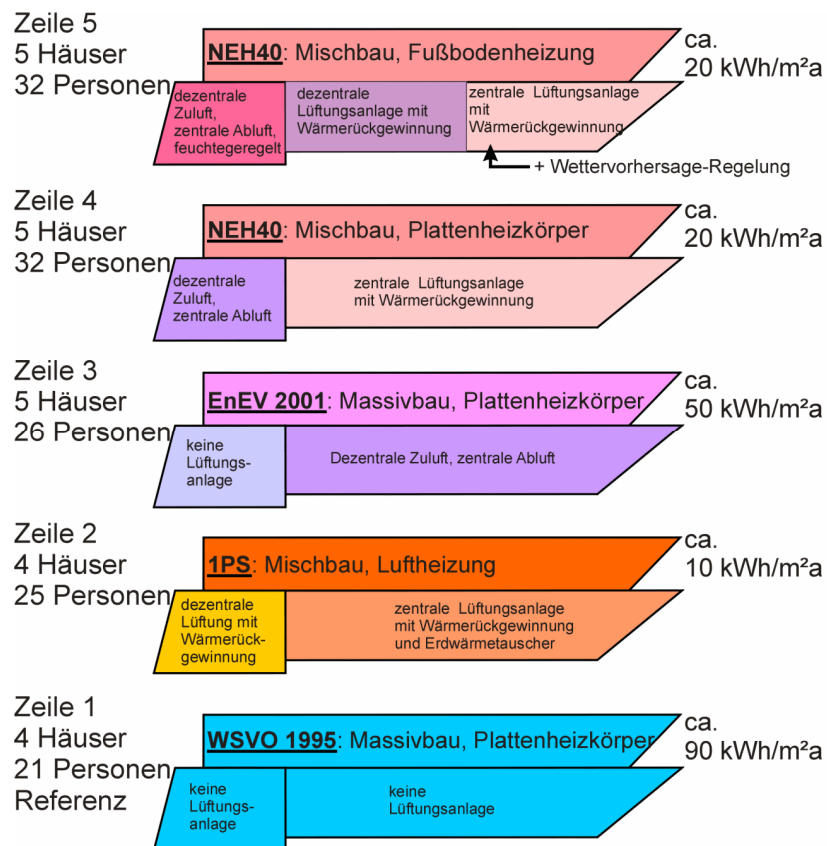 Zeile 5
5 Häuser
32 Personen
NEH40: Mischbau, Fußbodenheizung
ca.
20 kWh/m²a
dezentrale
Zuluft,
zentrale Abluft,
feuchtegeregelt
dezentrale
Lüftungsanlage mit
Wärmerückgewinnung
zentrale Lüftungsanlage
mit
Wärmerückgewinnung
+ Wettervorhersage-Regelung
Zeile 4
5 Häuser
32 Personen
NEH40: Mischbau, Plattenheizkörper
ca.
20 kWh/m²a
dezentrale
Zuluft,
zentrale Abluft
zentrale Lüftungsanlage
mit Wärmerückgewinnung
Zeile 3
5 Häuser
26 Personen
EnEV 2001: Massivbau, Plattenheizkörper
ca.
50 kWh/m²a
keine
Lüftungs-
anlage
Dezentrale Zuluft, zentrale Abluft
Zeile 2
4 Häuser
25 Personen
1PS: Mischbau, Luftheizung
ca.
10 kWh/m²a
dezentrale
Lüftung mit
Wärmerück-
gewinnung
zentrale Lüftungsanlage
mit Wärmerückgewinnung
und Erdwärmetauscher
Zeile 1
4 Häuser
21 Personen
Referenz
WSVO 1995: Massivbau, Plattenheizkörper
ca.
90 kWh/m²a
keine
Lüftungs-
anlage
keine
Lüftungsanlage